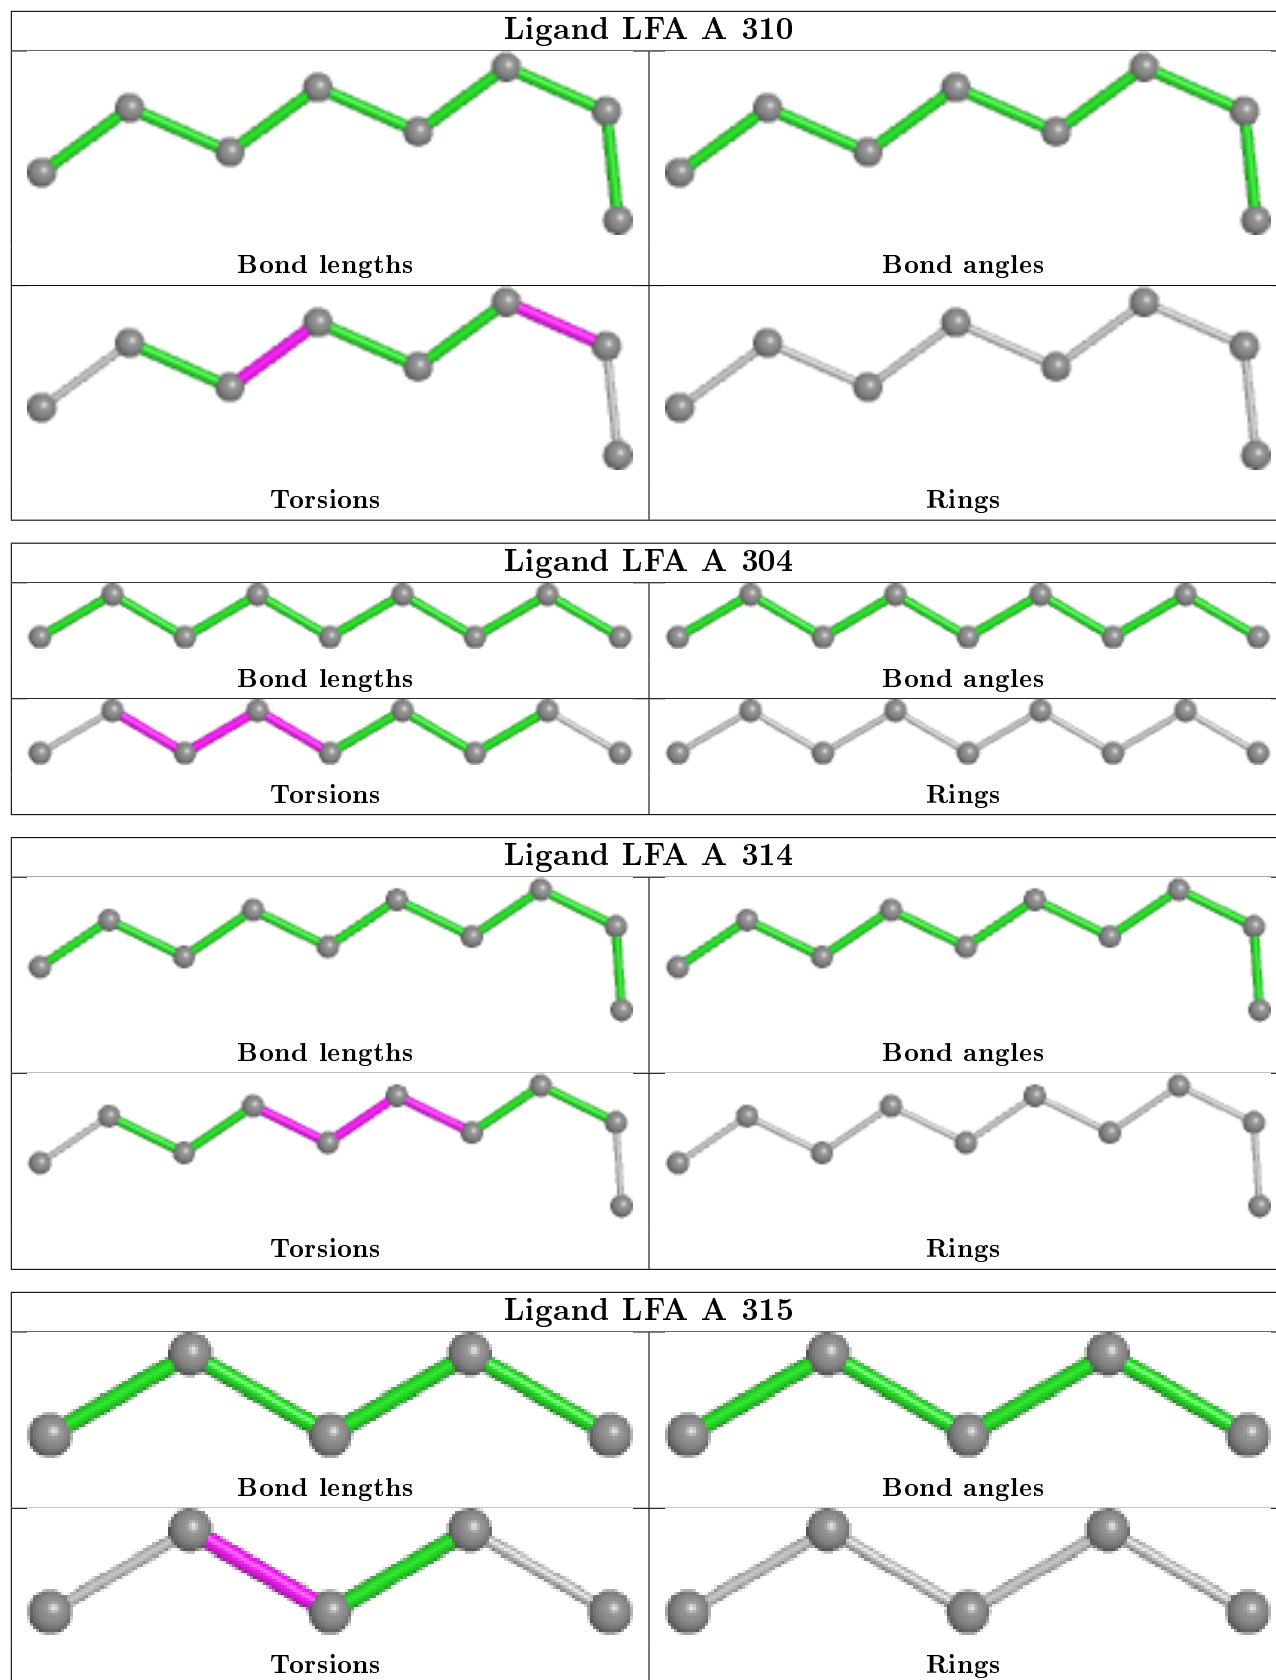 Ligand LFA A 310
Bond lengths
Bond angles
Torsions
Rings
Ligand LFA A 304
Bond lengths
Bond angles
Torsions
Rings
Ligand LFA A 314
Bond lengths
Bond angles
Torsions
Rings
Ligand LFA A 315
Bond lengths
Bond angles
Torsions
Rings